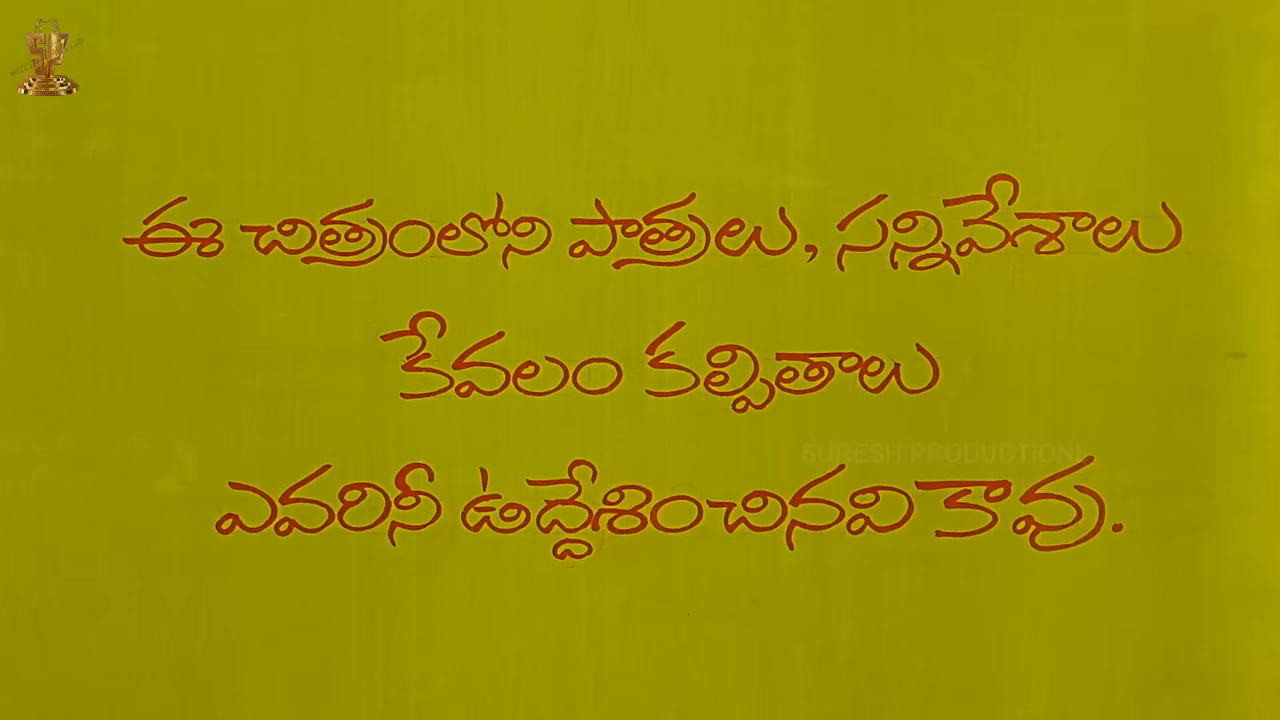 ఈ చిత్రంలోని పాత్రలు, సన్నివేశాలు
కేవలం కల్పితాలు
SURESH PRODUCTIONS
ఎవరినీ ఉద్దేశించినవి కావు.